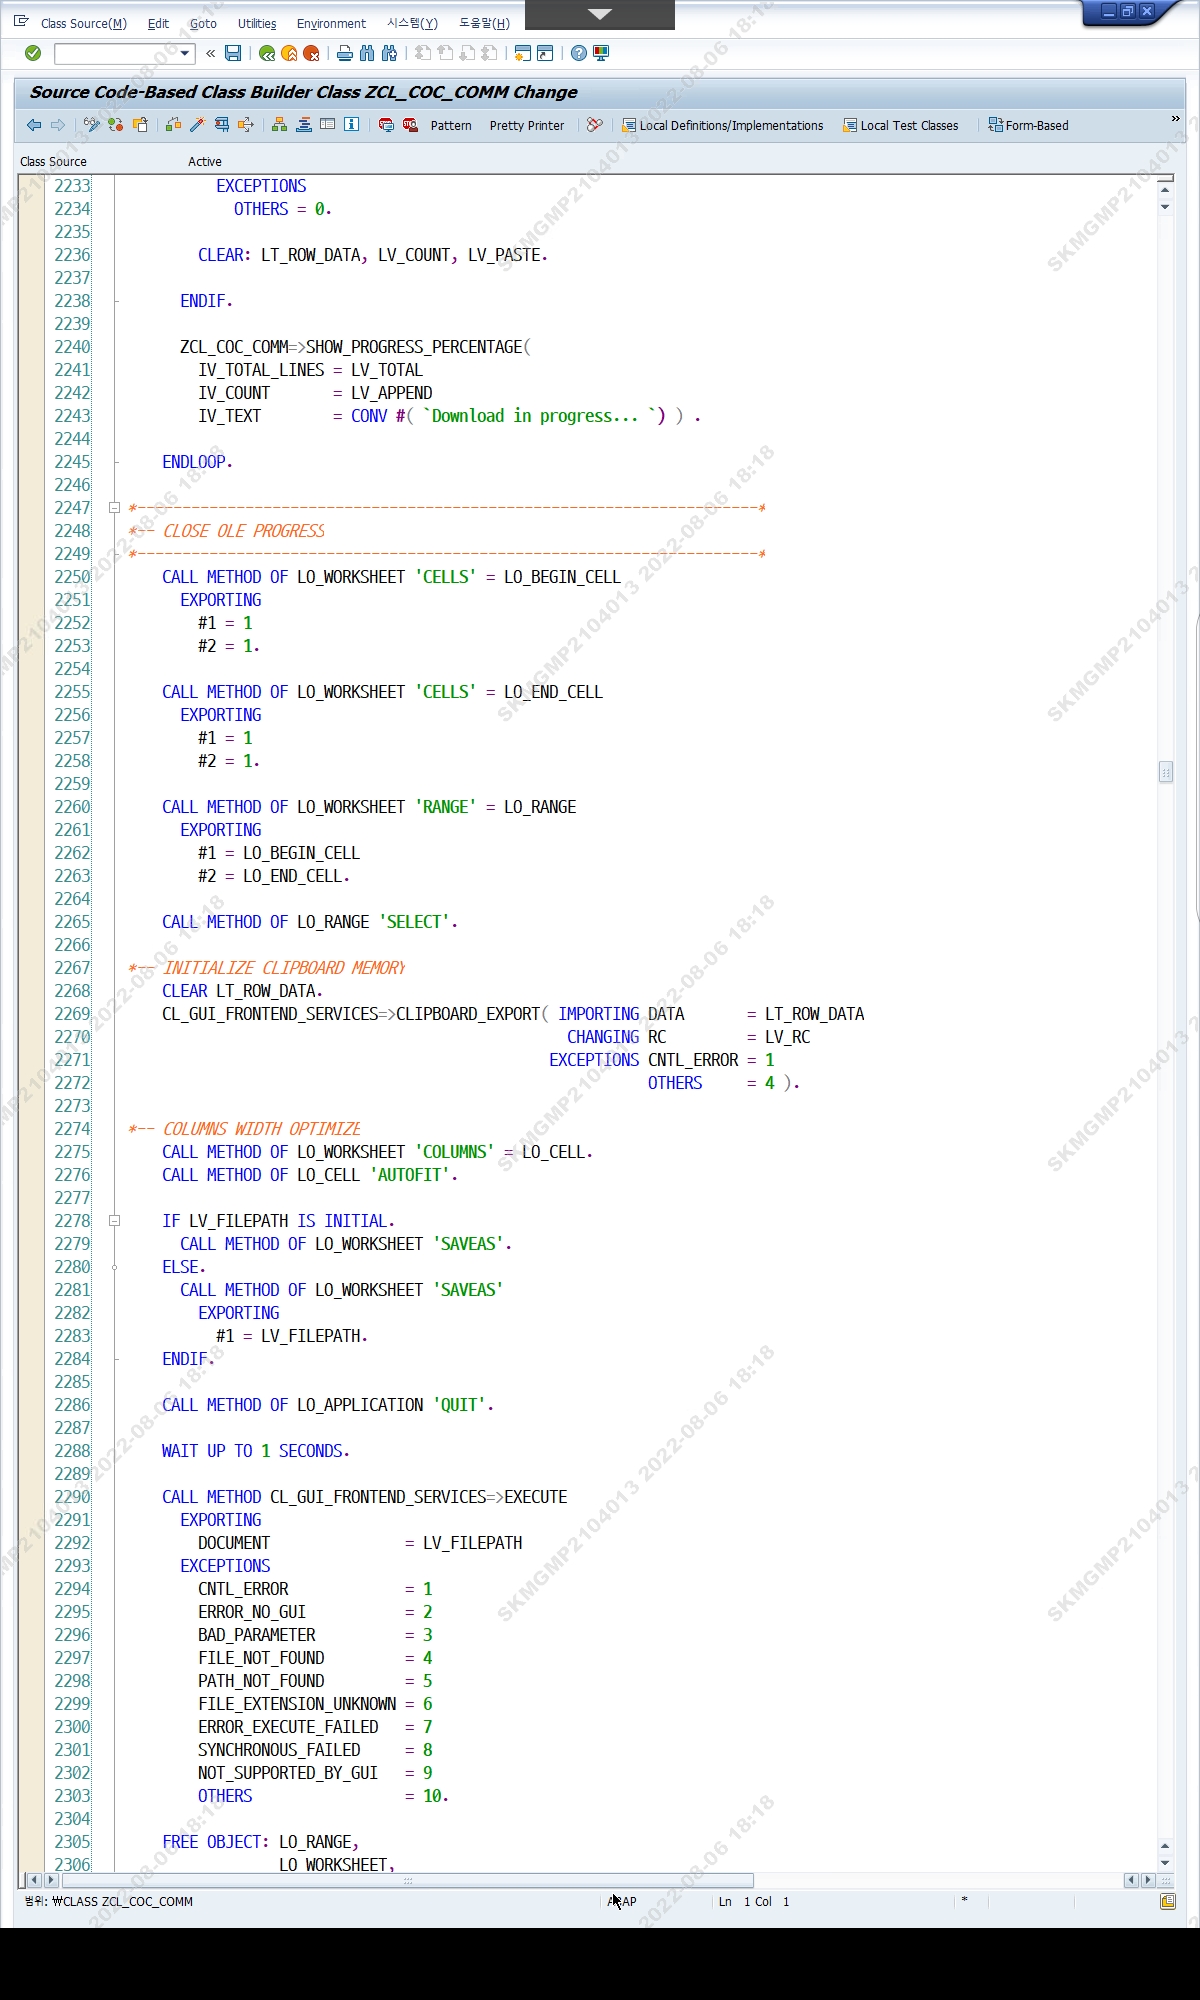 Class Source(M) Edit Goto Utilities Environment 시스템(Y) 도움말(H)
Source Code-Based Class Builder Class ZCL_COC_COMM Change
Pattern Pretty Printer Local Definitions/Implementations Local Test Classes Form-Based
Class Source Active
2233 EXCEPTIONS
2234 OTHERS = 0.
2235
2236 CLEAR: LT_ROW_DATA, LV_COUNT, LV_PASTE.
2237
2238 ENDIF.
2239
2240 ZCL_COC_COMM=>SHOW_PROGRESS_PERCENTAGE(
2241 IV_TOTAL_LINES = LV_TOTAL
2242 IV_COUNT = LV_APPEND
2243 IV_TEXT = CONV #( `Download in progress... `) ) .
2244
2245 ENDLOOP.
2246
2247 *---------------------------------------------------------------------*
2248 *-- CLOSE OLE PROGRESS
2249 *---------------------------------------------------------------------*
2250 CALL METHOD OF LO_WORKSHEET 'CELLS' = LO_BEGIN_CELL
2251 EXPORTING
2252 #1 = 1
2253 #2 = 1.
2254
2255 CALL METHOD OF LO_WORKSHEET 'CELLS' = LO_END_CELL
2256 EXPORTING
2257 #1 = 1
2258 #2 = 1.
2259
2260 CALL METHOD OF LO_WORKSHEET 'RANGE' = LO_RANGE
2261 EXPORTING
2262 #1 = LO_BEGIN_CELL
2263 #2 = LO_END_CELL.
2264
2265 CALL METHOD OF LO_RANGE 'SELECT'.
2266
2267 *-- INITIALIZE CLIPBOARD MEMORY
2268 CLEAR LT_ROW_DATA.
2269 CL_GUI_FRONTEND_SERVICES=>CLIPBOARD_EXPORT( IMPORTING DATA = LT_ROW_DATA
2270 CHANGING RC = LV_RC
2271 EXCEPTIONS CNTL_ERROR = 1
2272 OTHERS = 4 ).
2273
2274 *-- COLUMNS WIDTH OPTIMIZE
2275 CALL METHOD OF LO_WORKSHEET 'COLUMNS' = LO_CELL.
2276 CALL METHOD OF LO_CELL 'AUTOFIT'.
2277
2278 IF LV_FILEPATH IS INITIAL.
2279 CALL METHOD OF LO_WORKSHEET 'SAVEAS'.
2280 ELSE.
2281 CALL METHOD OF LO_WORKSHEET 'SAVEAS'
2282 EXPORTING
2283 #1 = LV_FILEPATH.
2284 ENDIF.
2285
2286 CALL METHOD OF LO_APPLICATION 'QUIT'.
2287
2288 WAIT UP TO 1 SECONDS.
2289
2290 CALL METHOD CL_GUI_FRONTEND_SERVICES=>EXECUTE
2291 EXPORTING
2292 DOCUMENT = LV_FILEPATH
2293 EXCEPTIONS
2294 CNTL_ERROR = 1
2295 ERROR_NO_GUI = 2
2296 BAD_PARAMETER = 3
2297 FILE_NOT_FOUND = 4
2298 PATH_NOT_FOUND = 5
2299 FILE_EXTENSION_UNKNOWN = 6
2300 ERROR_EXECUTE_FAILED = 7
2301 SYNCHRONOUS_FAILED = 8
2302 NOT_SUPPORTED_BY_GUI = 9
2303 OTHERS = 10.
2304
2305 FREE OBJECT: LO_RANGE,
2306 LO_WORKSHEET,
범위: ₩CLASS ZCL_COC_COMM ABAP Ln 1 Col 1 *
SKMGMP2104013 2022-08-06 18:18